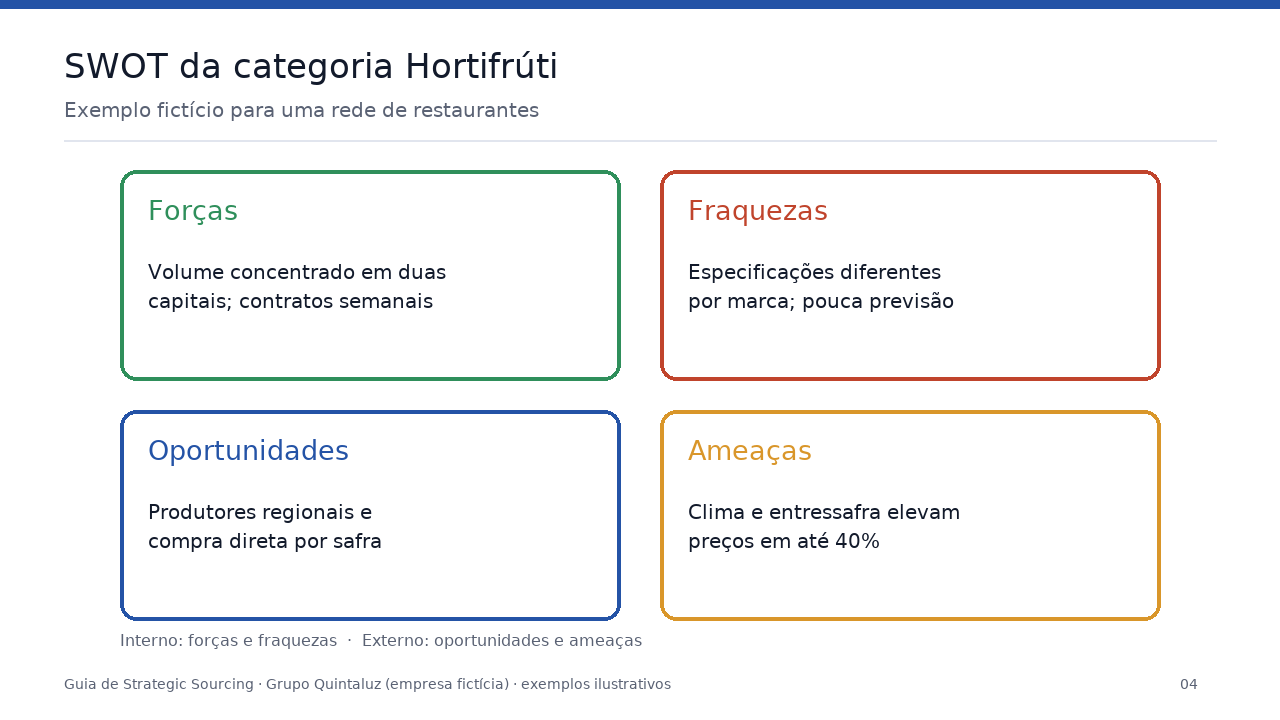 SWOT da categoria Hortifrúti
Exemplo fictício para uma rede de restaurantes
Forças
Volume concentrado em duas
capitais; contratos semanais
Fraquezas
Especificações diferentes
por marca; pouca previsão
Oportunidades
Produtores regionais e
compra direta por safra
Ameaças
Clima e entressafra elevam
preços em até 40%
Interno: forças e fraquezas · Externo: oportunidades e ameaças
Guia de Strategic Sourcing · Grupo Quintaluz (empresa fictícia) · exemplos ilustrativos
04